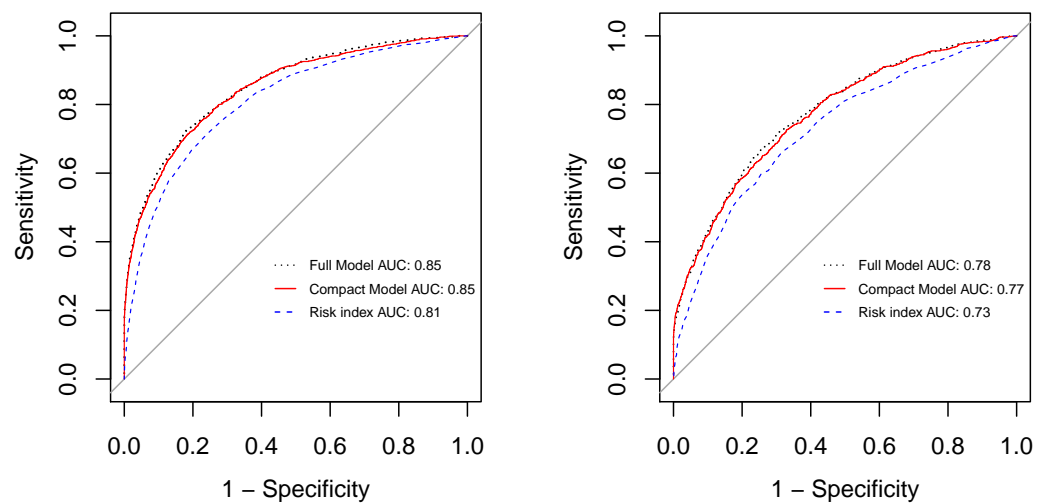 Sensitivity
1.0
0.8
0.6
0.4
0.2
0.0
Full Model AUC: 0.85
Compact Model AUC: 0.85
Risk index AUC: 0.81
0.0 0.2 0.4 0.6 0.8 1.0
1 − Specificity
Sensitivity
1.0
0.8
0.6
0.4
0.2
0.0
Full Model AUC: 0.78
Compact Model AUC: 0.77
Risk index AUC: 0.73
0.0 0.2 0.4 0.6 0.8 1.0
1 − Specificity